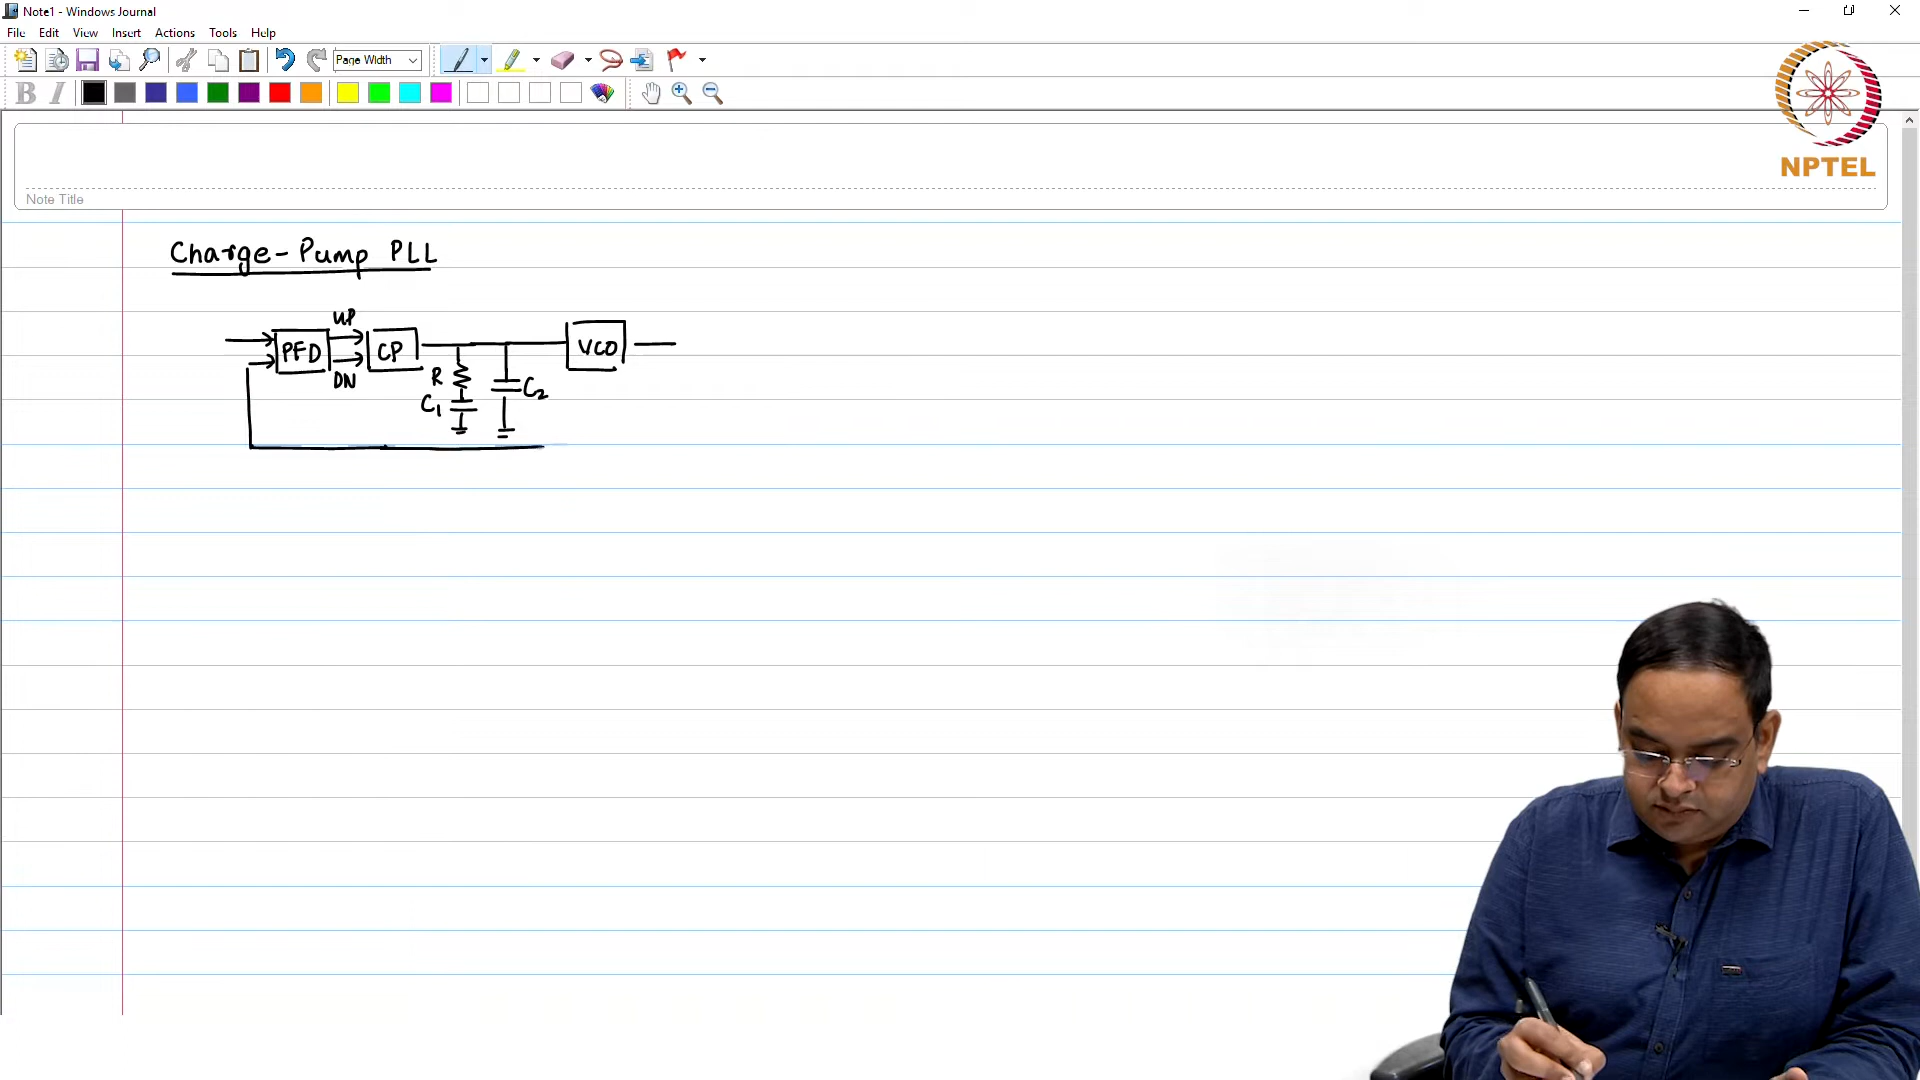 Note1 - Windows Journal
File Edit View Insert Actions Tools Help
Page Width
B I
NPTEL
Note Title
Charge-Pump PLL
UP
PFD CP VCO
DN
R
C2
C1